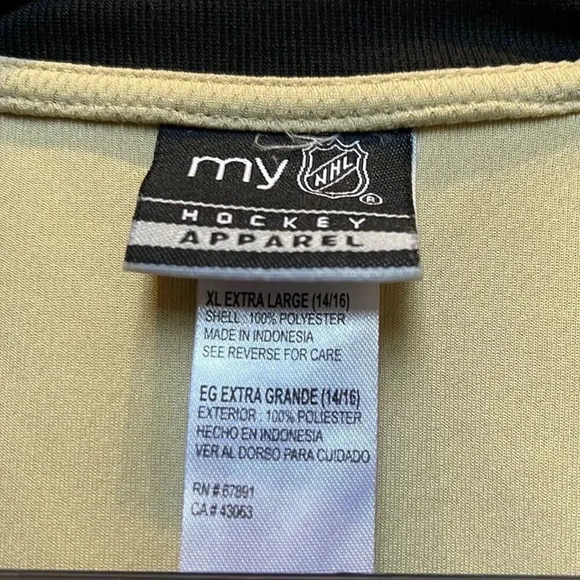 my NHL ®
HOCKEY
APPAREL
XL EXTRA LARGE (14/16)
SHELL : 100% POLYESTER
MADE IN INDONESIA
SEE REVERSE FOR CARE
EG EXTRA GRANDE (14/16)
EXTERIOR : 100% POLIESTER
HECHO EN INDONESIA
VER AL DORSO PARA CUIDADO
RN # 67891
CA # 43063